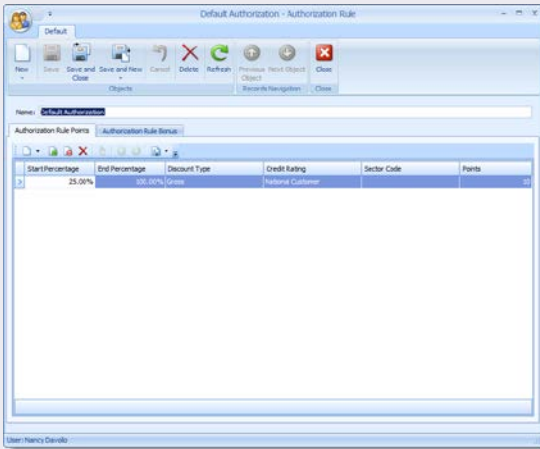 Default Authorization - Authorization Rule
Default
New Save Save and Close Save and New Cancel Delete Refresh Previous Object Next Object Close
Objects Records Navigation Close
Name: Default Authorization
Authorization Rule Points Authorization Rule Bonus
Start Percentage End Percentage Discount Type Credit Rating Sector Code Points
25.00% 100.00% Gross National Customer 10
User: Nancy Davolio